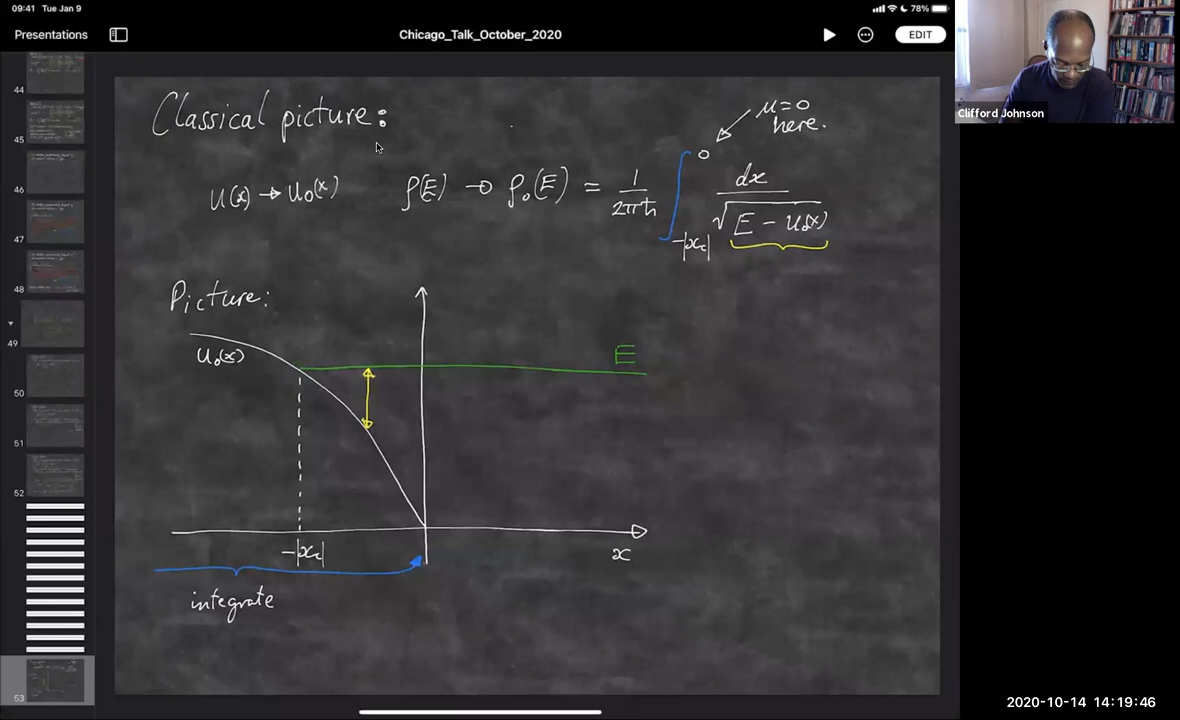 09:41 Tue Jan 9
78%
Presentations
Chicago_Talk_October_2020
EDIT
Clifford Johnson
44
45
46
47
48
49
50
51
52
53
Classical picture:
μ=0
here.
u(x) → u₀(x)
ρ(E) → ρ₀(E) = 1/2πħ ∫_{-|x_c|}^{0} dx/√(E - u₀(x))
Picture:
u₀(x)
E
-|x_c|
x
integrate
2020-10-14 14:19:46